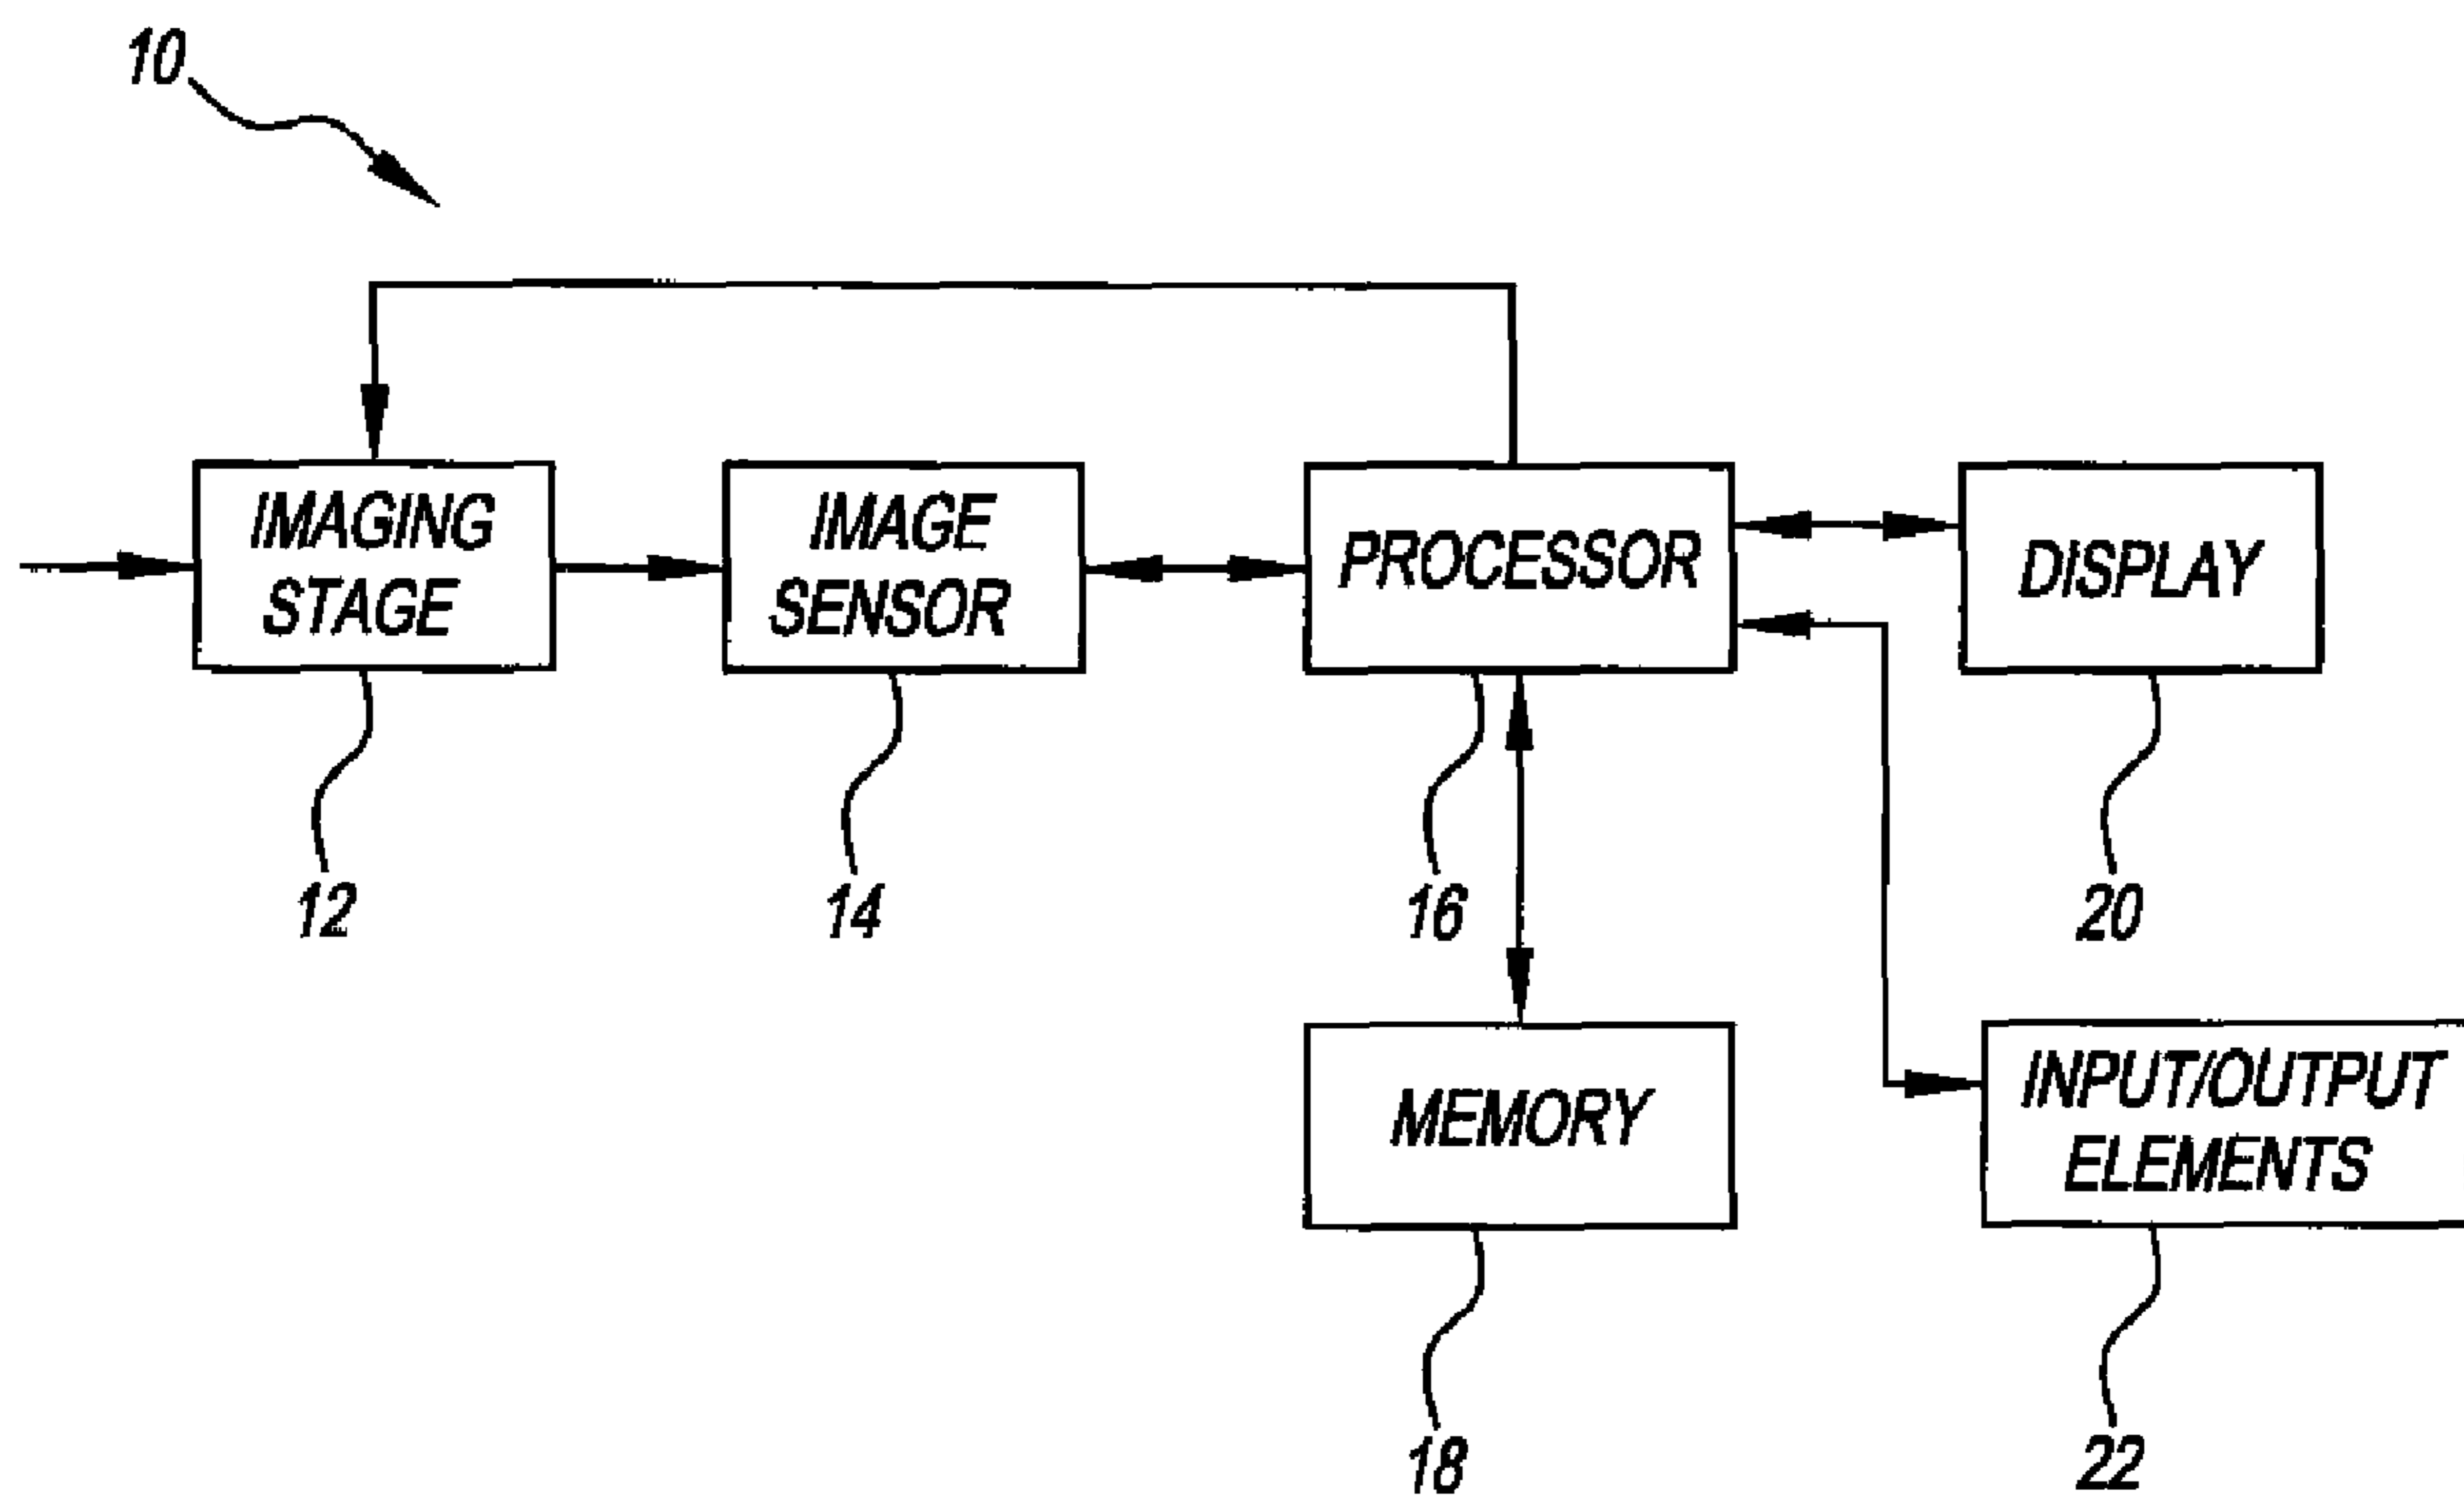 10
IMAGING
STAGE
IMAGE
SENSOR
PROCESSOR
DISPLAY
12
14
16
20
MEMORY
INPUT/OUTPUT
ELEMENTS
18
22